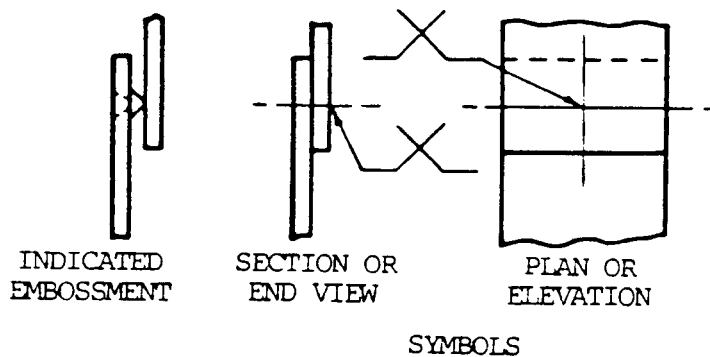 INDICATED
EMBOSSMENT
SECTION OR
END VIEW
PLAN OR
ELEVATION
SYMBOLS